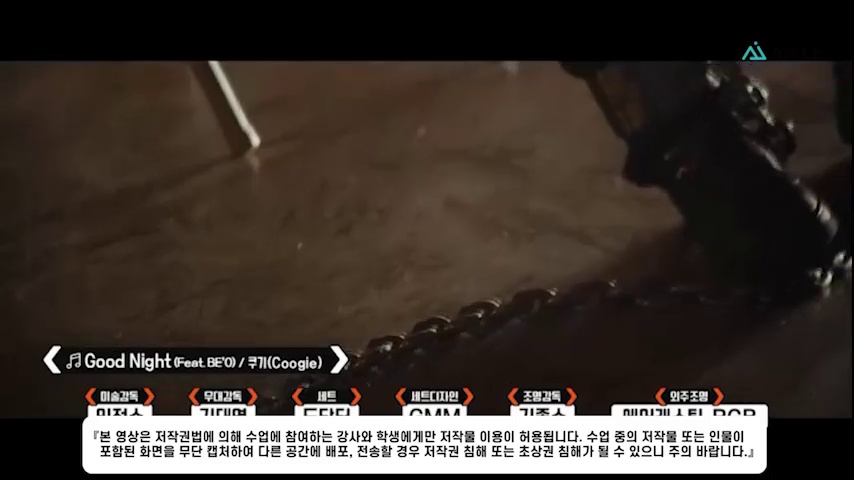 Good Night (Feat. BE'O) / 쿠기(Coogie)
미술감독 무대감독 세트 세트디자인 조명감독 외주조명
『본 영상은 저작권법에 의해 수업에 참여하는 강사와 학생에게만 저작물 이용이 허용됩니다. 수업 중의 저작물 또는 인물이
포함된 화면을 무단 캡처하여 다른 공간에 배포, 전송할 경우 저작권 침해 또는 초상권 침해가 될 수 있으니 주의 바랍니다.』